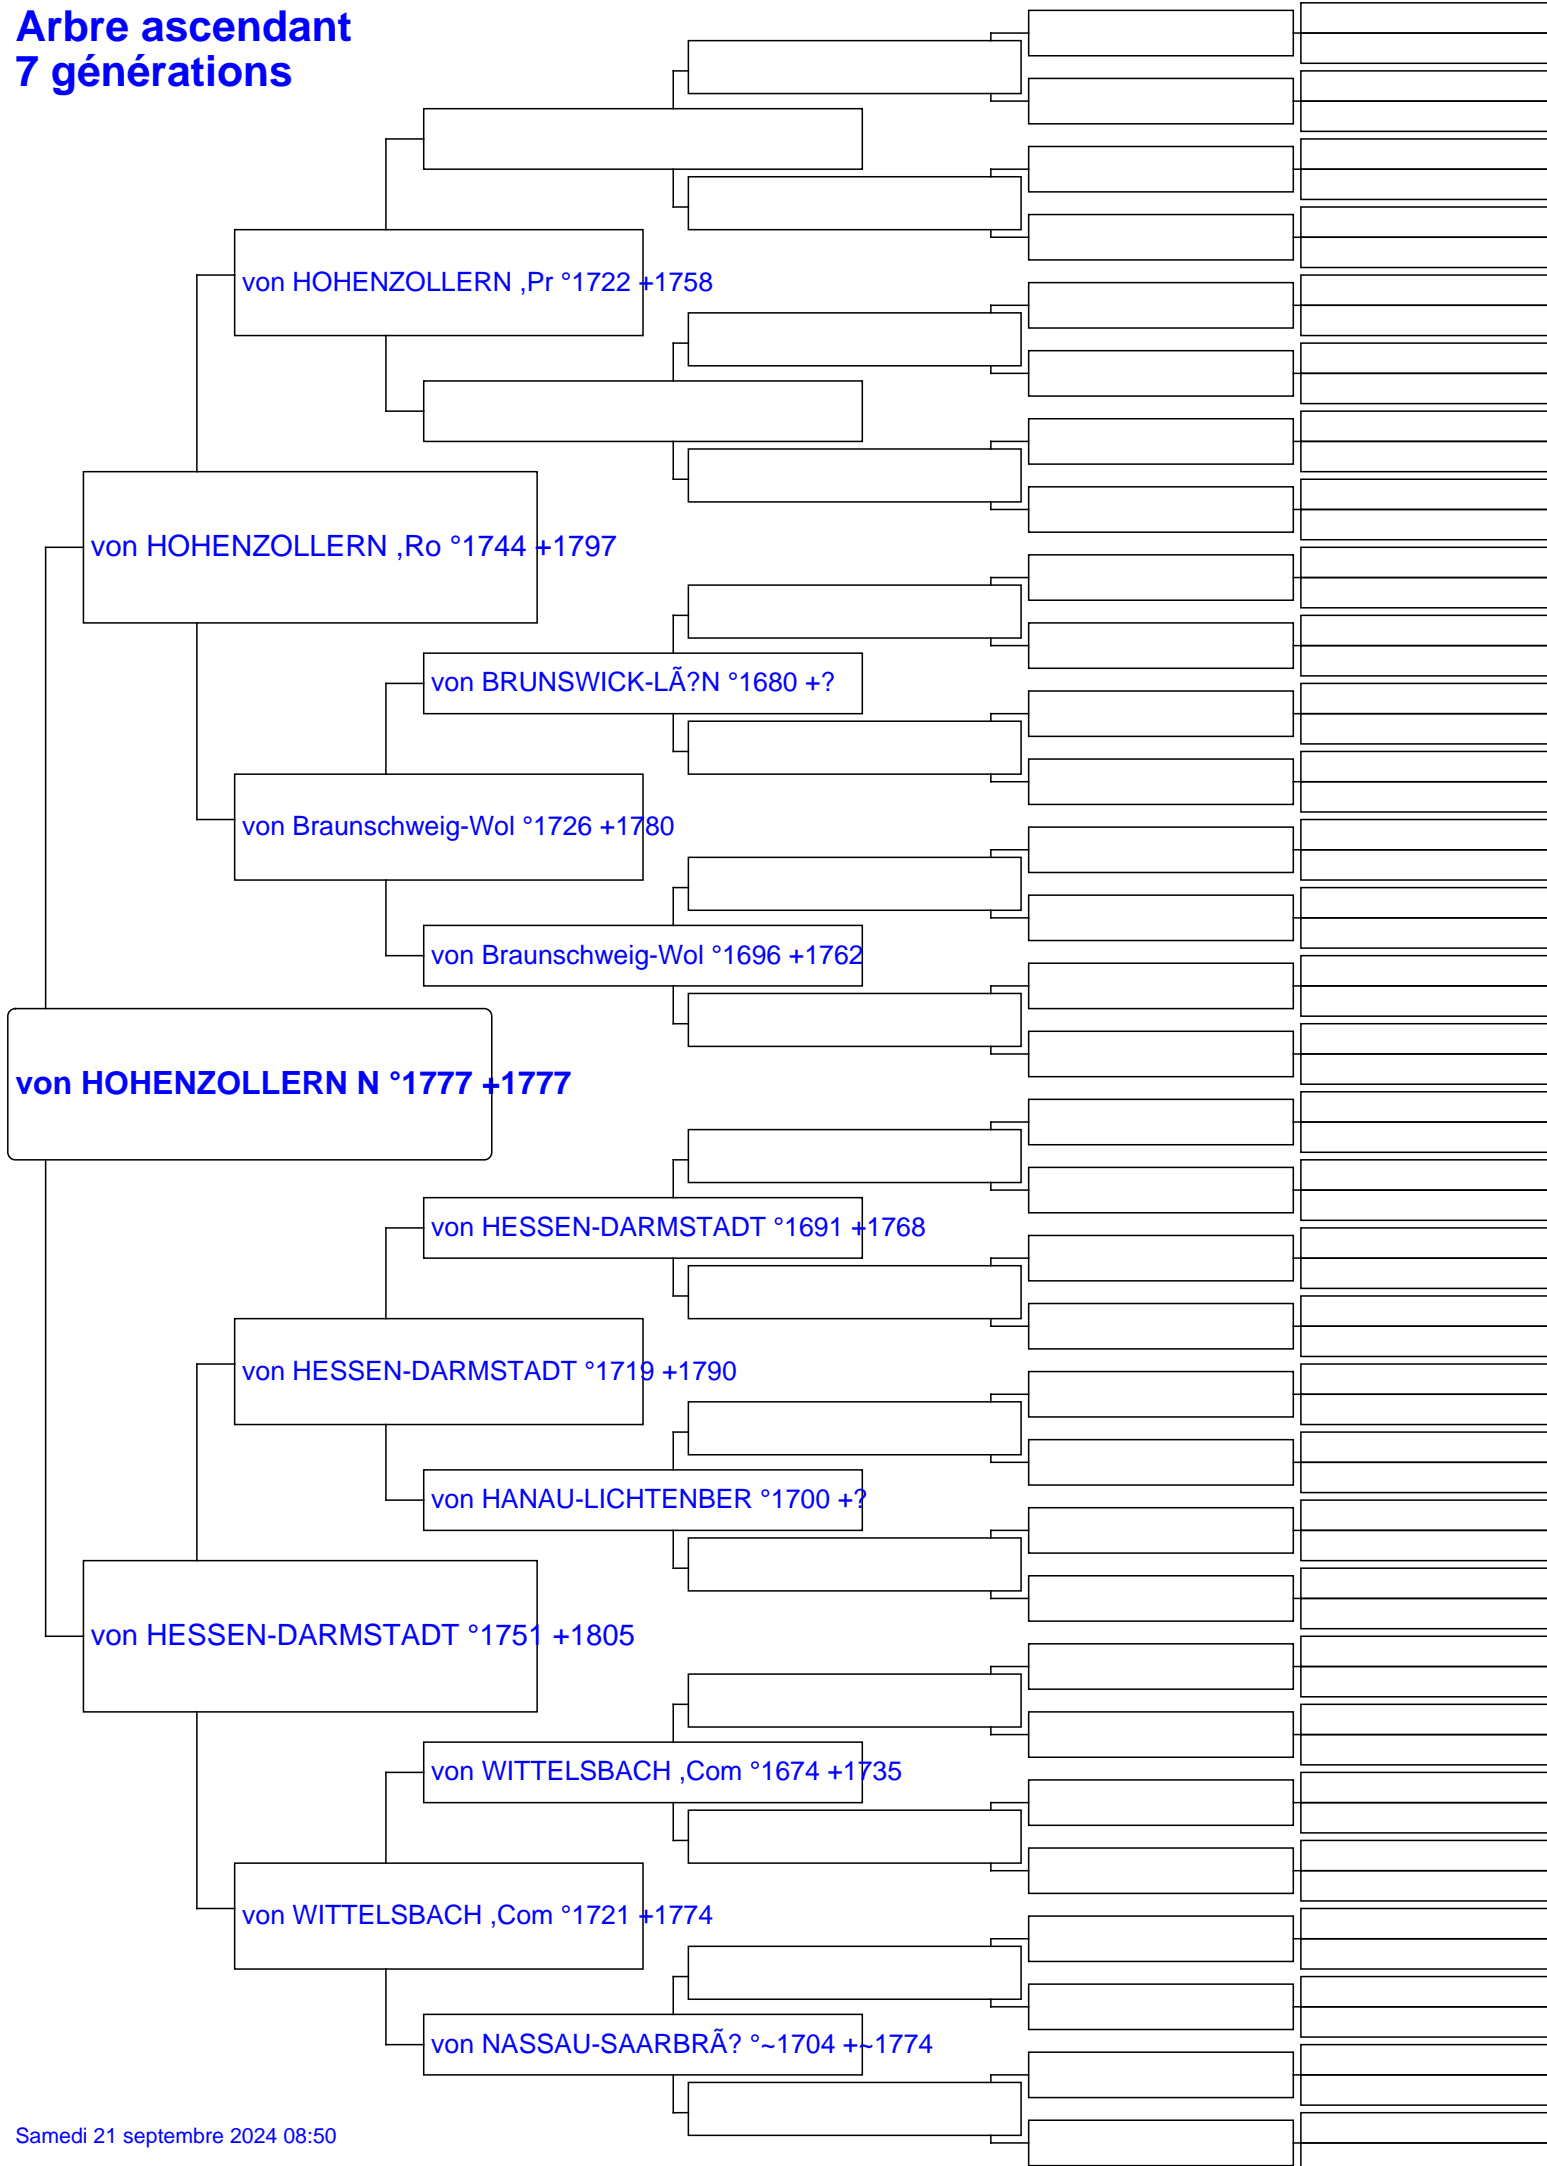 Arbre ascendant
7 générations
von HOHENZOLLERN ,Pr °1722 +1758
von HOHENZOLLERN ,Ro °1744 +1797
von BRUNSWICK-LÃ?N °1680 +?
von Braunschweig-Wol °1726 +1780
von Braunschweig-Wol °1696 +1762
von HOHENZOLLERN N °1777 +1777
von HESSEN-DARMSTADT °1691 +1768
von HESSEN-DARMSTADT °1719 +1790
von HANAU-LICHTENBER °1700 +?
von HESSEN-DARMSTADT °1751 +1805
von WITTELSBACH ,Com °1674 +1735
von WITTELSBACH ,Com °1721 +1774
von NASSAU-SAARBRÃ? °~1704 +~1774
Samedi 21 septembre 2024 08:50